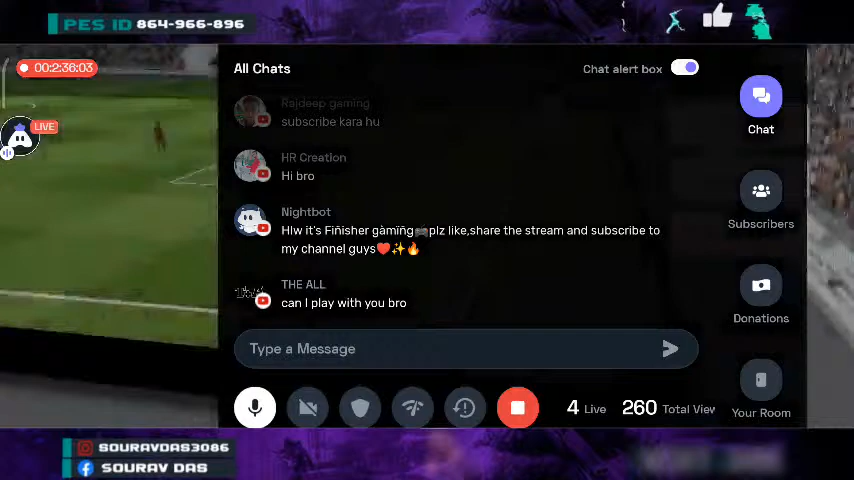 PES ID 864-966-896
00:2:36:03
All Chats
Chat alert box
LIVE
Rajdeep gaming
subscribe kara hu
HR Creation
Hi bro
Nightbot
Hlw it's Fiñisher gàmïñg🎮plz like,share the stream and subscribe to
my channel guys❤️✨🔥
THE ALL
can I play with you bro
Type a Message
4 Live
260 Total View
Chat
Subscribers
Donations
Your Room
SOURAVDAS3086
SOURAV DAS